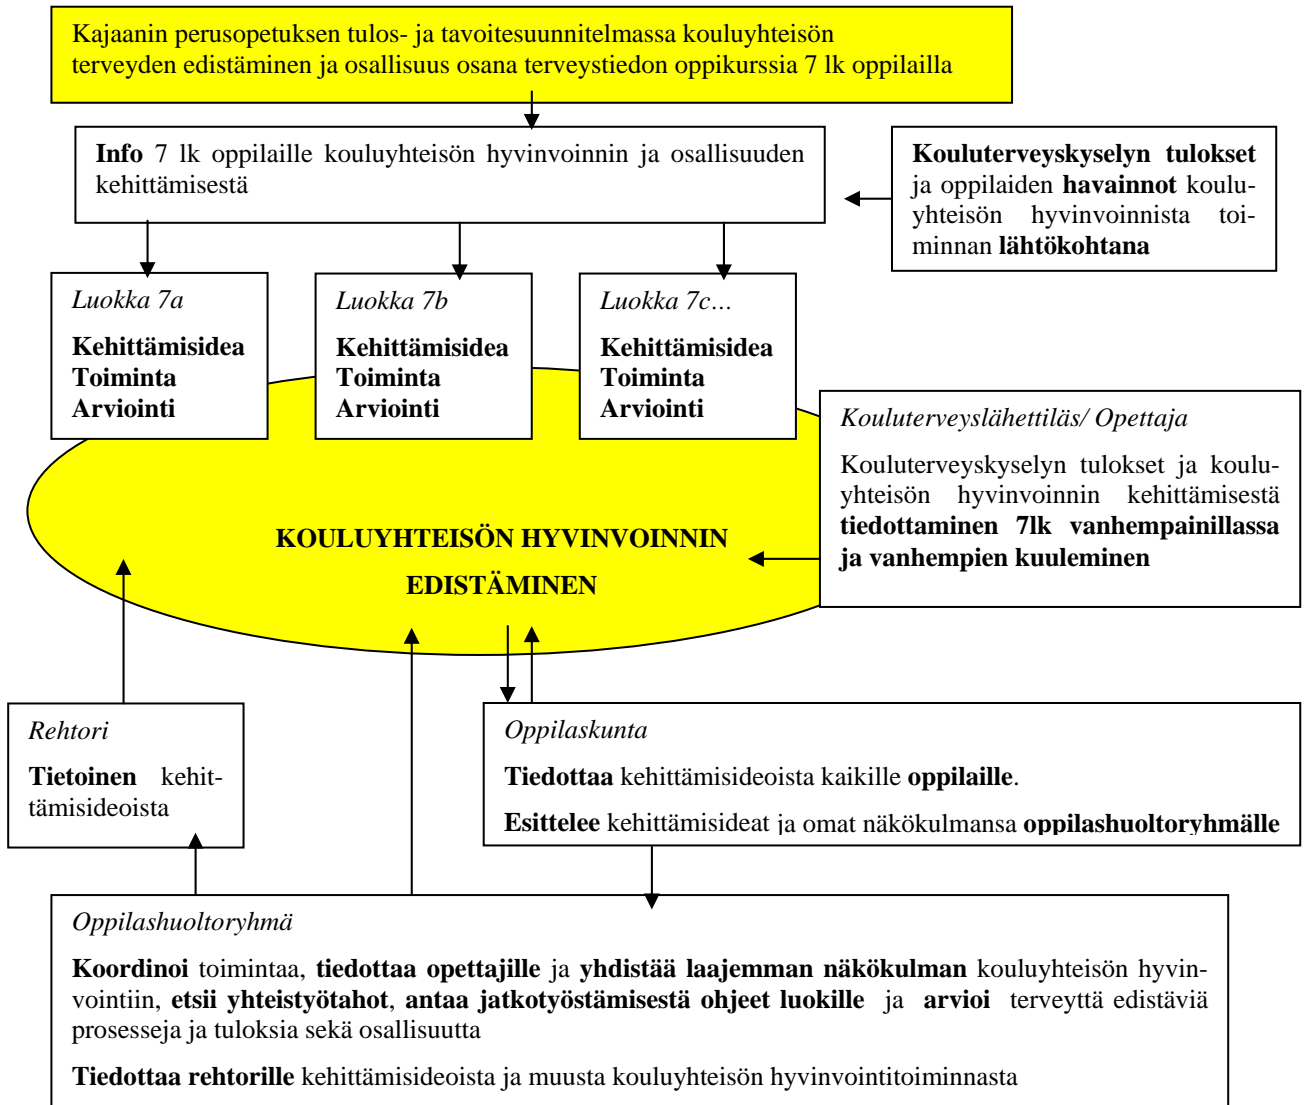 Kajaanin perusopetuksen tulos- ja tavoitesuunnitelmassa kouluyhteisön
terveyden edistäminen ja osallisuus osana terveystiedon oppikurssia 7 lk oppilailla
Info 7 lk oppilaille kouluyhteisön hyvinvoinnin ja osallisuuden
kehittämisestä
Kouluterveyskyselyn tulokset
ja oppilaiden havainnot koulu-
yhteisön hyvinvoinnista toi-
minnan lähtökohtana
Luokka 7a
Kehittämisidea
Toiminta
Arviointi
Luokka 7b
Kehittämisidea
Toiminta
Arviointi
Luokka 7c…
Kehittämisidea
Toiminta
Arviointi
Kouluterveyslähettiläs/ Opettaja
Kouluterveyskyselyn tulokset ja koulu-
yhteisön hyvinvoinnin kehittämisestä
tiedottaminen 7lk vanhempainillassa
ja vanhempien kuuleminen
KOULUYHTEISÖN HYVINVOINNIN
EDISTÄMINEN
Rehtori
Tietoinen kehit-
tämisideoista
Oppilaskunta
Tiedottaa kehittämisideoista kaikille oppilaille.
Esittelee kehittämisideat ja omat näkökulmansa oppilashuoltoryhmälle
Oppilashuoltoryhmä
Koordinoi toimintaa, tiedottaa opettajille ja yhdistää laajemman näkökulman kouluyhteisön hyvin-
vointiin, etsii yhteistyötahot, antaa jatkotyöstämisestä ohjeet luokille ja arvioi terveyttä edistäviä
prosesseja ja tuloksia sekä osallisuutta
Tiedottaa rehtorille kehittämisideoista ja muusta kouluyhteisön hyvinvointitoiminnasta